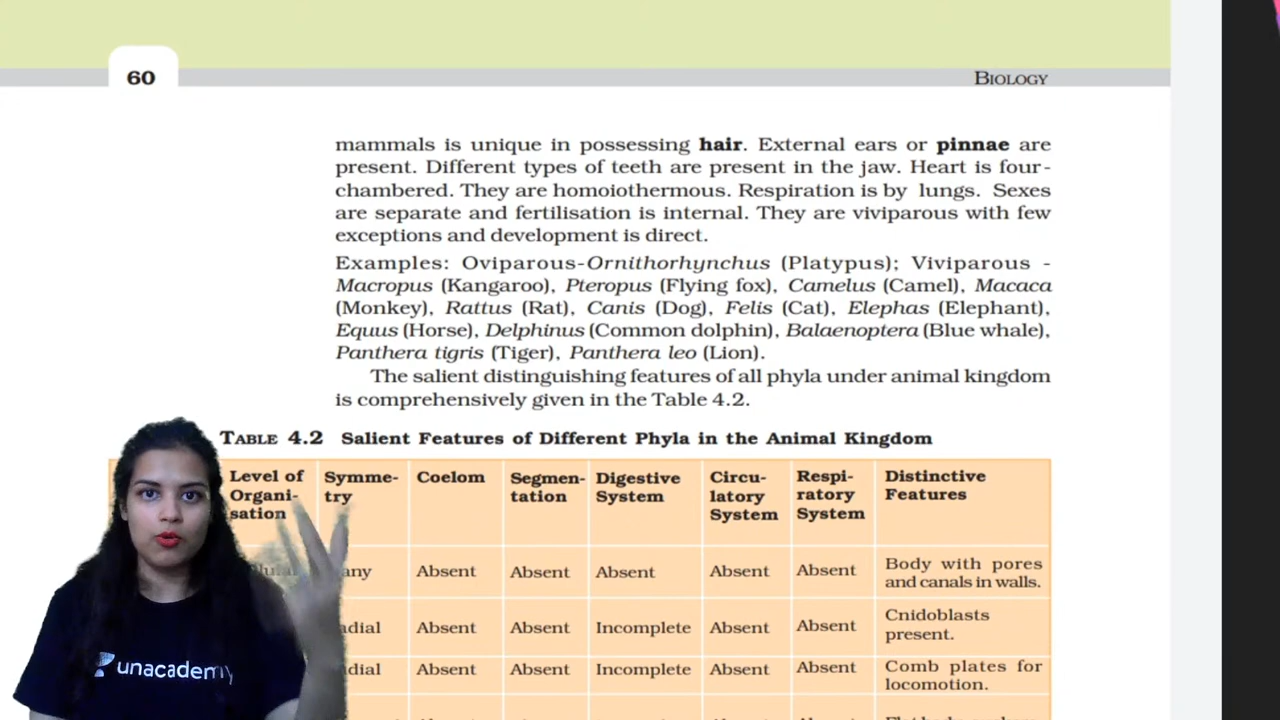 60
BIOLOGY
mammals is unique in possessing hair. External ears or pinnae are
present. Different types of teeth are present in the jaw. Heart is four-
chambered. They are homoiothermous. Respiration is by lungs. Sexes
are separate and fertilisation is internal. They are viviparous with few
exceptions and development is direct.
Examples: Oviparous-Ornithorhynchus (Platypus); Viviparous -
Macropus (Kangaroo), Pteropus (Flying fox), Camelus (Camel), Macaca
(Monkey), Rattus (Rat), Canis (Dog), Felis (Cat), Elephas (Elephant),
Equus (Horse), Delphinus (Common dolphin), Balaenoptera (Blue whale),
Panthera tigris (Tiger), Panthera leo (Lion).
The salient distinguishing features of all phyla under animal kingdom
is comprehensively given in the Table 4.2.
TABLE 4.2 Salient Features of Different Phyla in the Animal Kingdom
Level of Symme- Coelom Segmen- Digestive Circu- Respi- Distinctive
Organi- try tation System latory ratory Features
sation System System
any Absent Absent Absent Absent Absent Body with pores
and canals in walls.
dial Absent Absent Incomplete Absent Absent Cnidoblasts
present.
dial Absent Absent Incomplete Absent Absent Comb plates for
locomotion.
unacademy